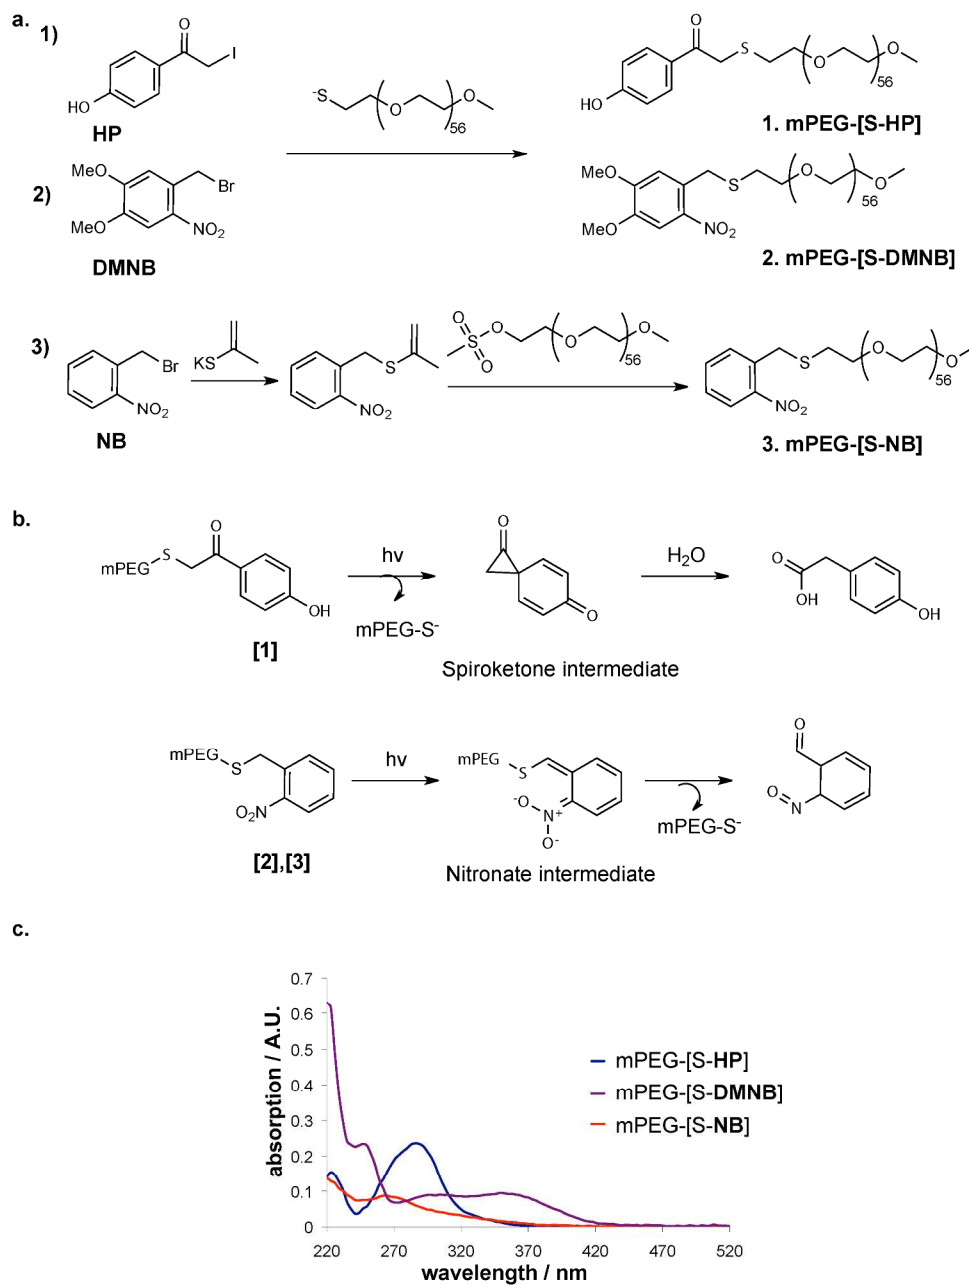 a.
1)
O
I
HO
HP
-S
O
O
56
O
S
O
O
56
HO
1. mPEG-[S-HP]
2)
MeO
Br
MeO
NO2
DMNB
MeO
S
O
O
56
MeO
NO2
2. mPEG-[S-DMNB]
3)
Br
KS
NO2
NB
S
NO2
O
O
S
O
O
O
56
S
O
O
56
NO2
3. mPEG-[S-NB]
b.
mPEG
S
O
OH
[1]
hν
mPEG-S-
O
O
Spiroketone intermediate
H2O
O
OH
OH
mPEG
S
O2N
[2],[3]
hν
mPEG
S
-O
N+
O-
Nitronate intermediate
mPEG-S-
O
O
N
c.
absorption / A.U.
0.7
0.6
0.5
0.4
0.3
0.2
0.1
0
mPEG-[S-HP]
mPEG-[S-DMNB]
mPEG-[S-NB]
220 270 320 370 420 470 520
wavelength / nm